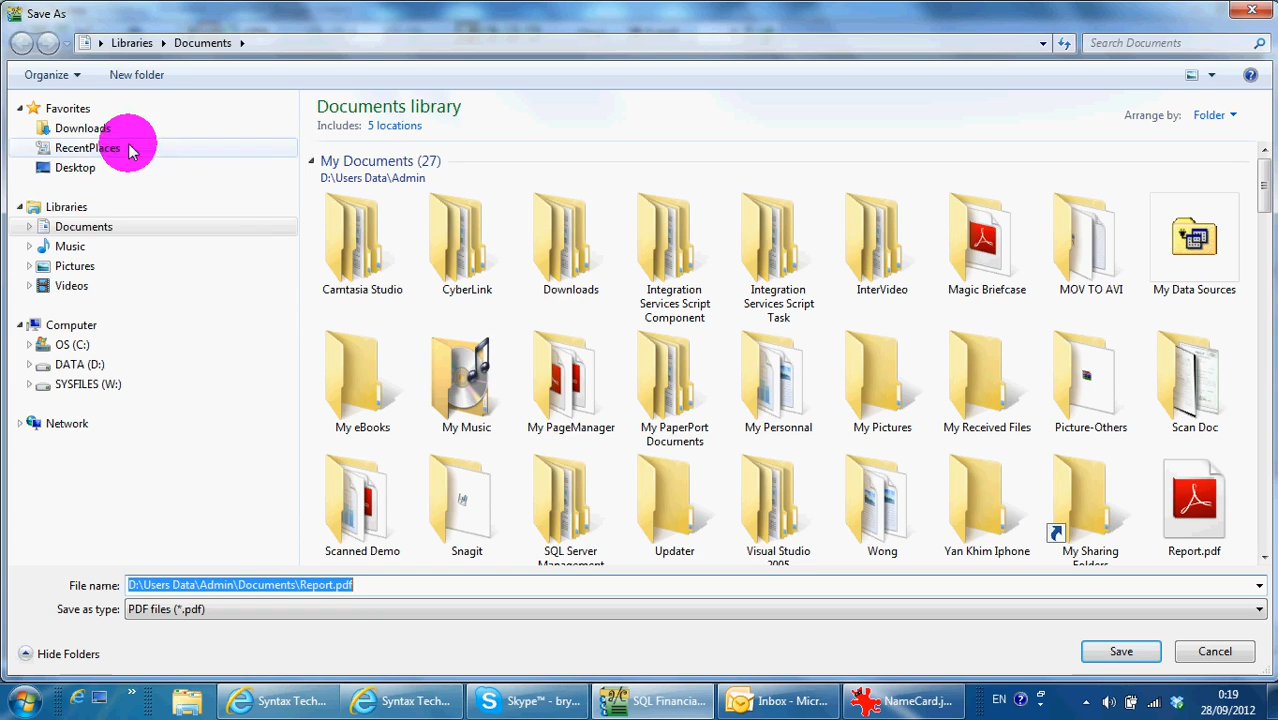 Save As
Libraries Documents
Search Documents
Organize New folder
Favorites
Downloads
RecentPlaces
Desktop
Libraries
Documents
Music
Pictures
Videos
Computer
OS (C:)
DATA (D:)
SYSFILES (W:)
Network
Documents library
Includes: 5 locations
Arrange by: Folder
My Documents (27)
D:\Users Data\Admin
Camtasia Studio
CyberLink
Downloads
Integration
Services Script
Component
Integration
Services Script
Task
InterVideo
Magic Briefcase
MOV TO AVI
My Data Sources
My eBooks
My Music
My PageManager
My PaperPort
Documents
My Personnal
My Pictures
My Received Files
Picture-Others
Scan Doc
Scanned Demo
Snagit
SQL Server
Management
Updater
Visual Studio
2005
Wong
Yan Khim Iphone
My Sharing
Folders
Report.pdf
File name: D:\Users Data\Admin\Documents\Report.pdf
Save as type: PDF files (*.pdf)
Hide Folders
Save Cancel
Syntax Tech...
Syntax Tech...
Skype™ - bry...
SQL Financia...
Inbox - Micr...
NameCard.j...
EN
0:19
28/09/2012